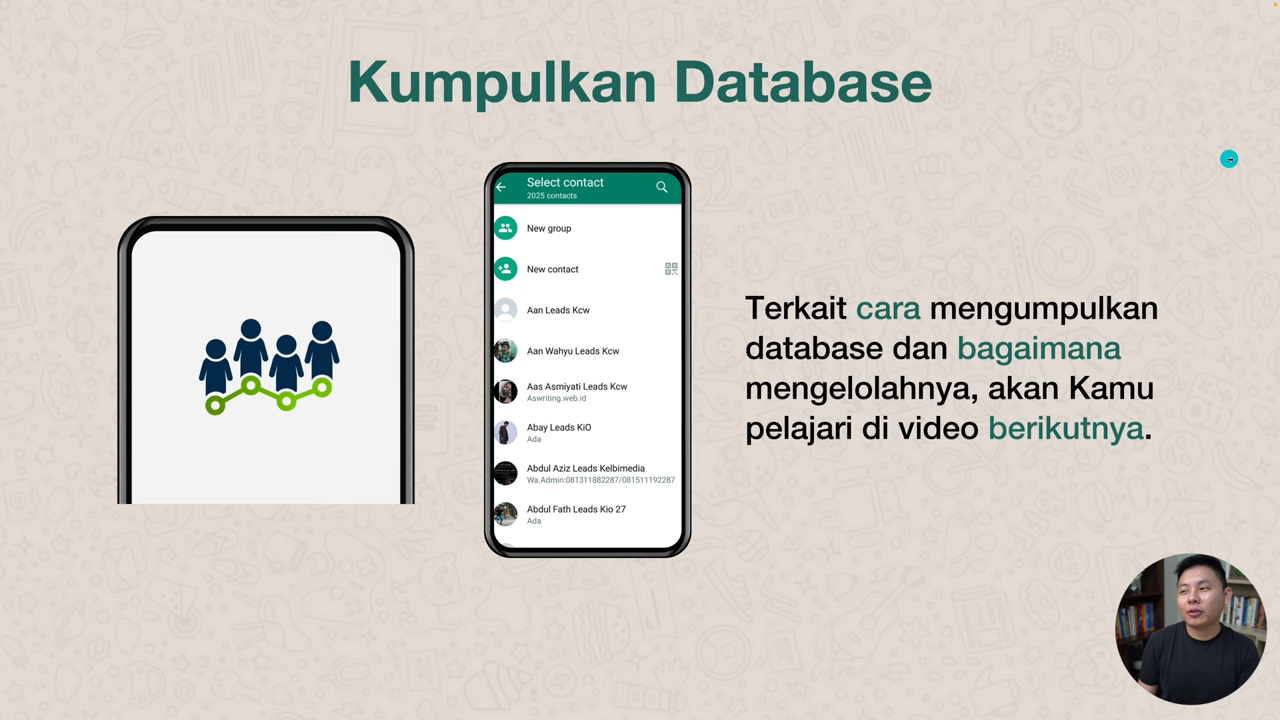 Kumpulkan Database
Select contact
2025 contacts
New group
New contact
Aan Leads Kcw
Aan Wahyu Leads Kcw
Aas Asmiyati Leads Kcw
Aswriting.web.id
Abay Leads KiO
Ada
Abdul Aziz Leads Kelbimedia
Wa.Admin:081311882287/081511192287
Abdul Fath Leads Kio 27
Ada
Terkait cara mengumpulkan
database dan bagaimana
mengelolahnya, akan Kamu
pelajari di video berikutnya.